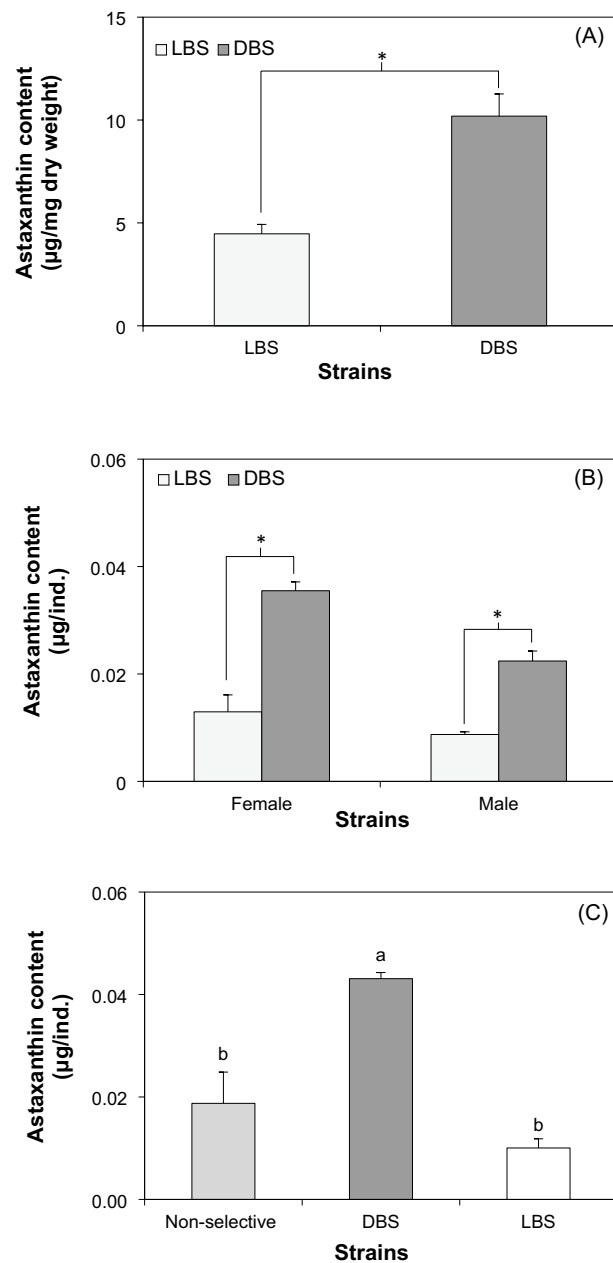 15
(A)
LBS DBS
*
10
5
0
Astaxanthin content
(µg/mg dry weight)
LBS DBS
Strains
0.06
(B)
LBS DBS
*
0.04
*
0.02
0
Astaxanthin content
(µg/ind.)
Female Male
Strains
0.06
(C)
a
0.04
b
0.02
b
0.00
Astaxanthin content
(µg/ind.)
Non-selective DBS LBS
Strains